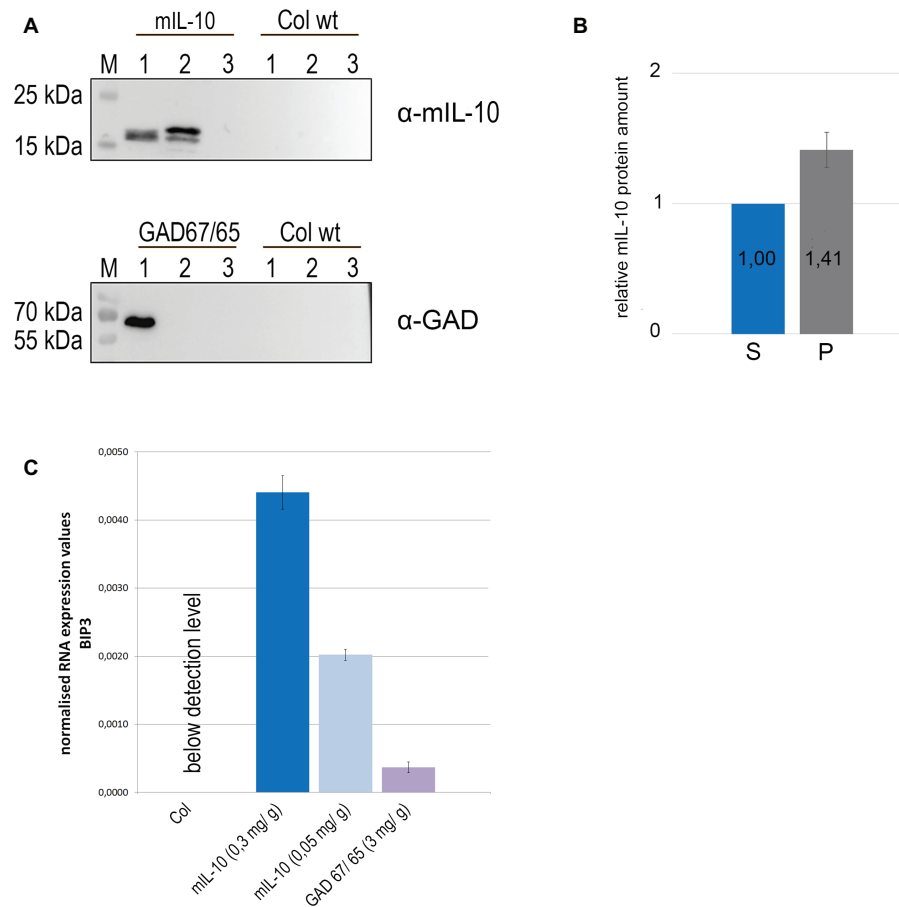 A
mIL-10 Col wt
M 1 2 3 1 2 3
25 kDa
15 kDa
α-mIL-10
GAD67/65 Col wt
M 1 2 3 1 2 3
70 kDa
55 kDa
α-GAD
B
relative mIL-10 protein amount
2
1
0
1,00
1,41
S P
C
normalised RNA expression values
BIP3
0,0050
0,0040
0,0030
0,0020
0,0010
0,0000
below detection level
Col
mIL-10 (0,3 mg/ g)
mIL-10 (0,05 mg/ g)
GAD 67/ 65 (3 mg/ g)